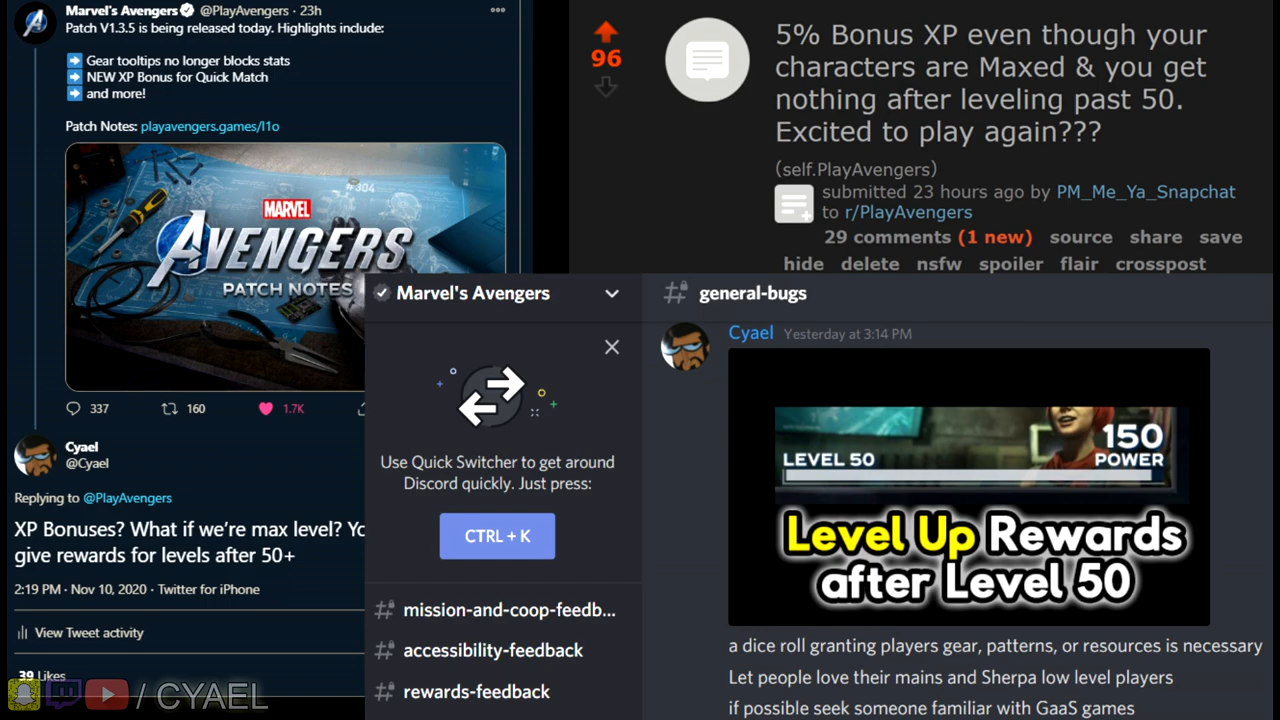 Marvel's Avengers @PlayAvengers · 23h
Patch V1.3.5 is being released today. Highlights include:
Gear tooltips no longer blocks stats
NEW XP Bonus for Quick Match
and more!
Patch Notes: playavengers.games/l1o
#304
MARVEL
AVENGERS
PATCH NOTES
337 160 1.7K
Cyael
@Cyael
Replying to @PlayAvengers
XP Bonuses? What if we're max level? Yo
give rewards for levels after 50+
2:19 PM · Nov 10, 2020 · Twitter for iPhone
View Tweet activity
39 Likes
/ CYAEL
96
5% Bonus XP even though your
characters are Maxed & you get
nothing after leveling past 50.
Excited to play again???
(self.PlayAvengers)
submitted 23 hours ago by PM_Me_Ya_Snapchat
to r/PlayAvengers
29 comments (1 new) source share save
hide delete nsfw spoiler flair crosspost
Marvel's Avengers
Use Quick Switcher to get around
Discord quickly. Just press:
CTRL + K
mission-and-coop-feedb...
accessibility-feedback
rewards-feedback
general-bugs
Cyael Yesterday at 3:14 PM
150
LEVEL 50 POWER
Level Up Rewards
after Level 50
a dice roll granting players gear, patterns, or resources is necessary
Let people love their mains and Sherpa low level players
if possible seek someone familiar with GaaS games